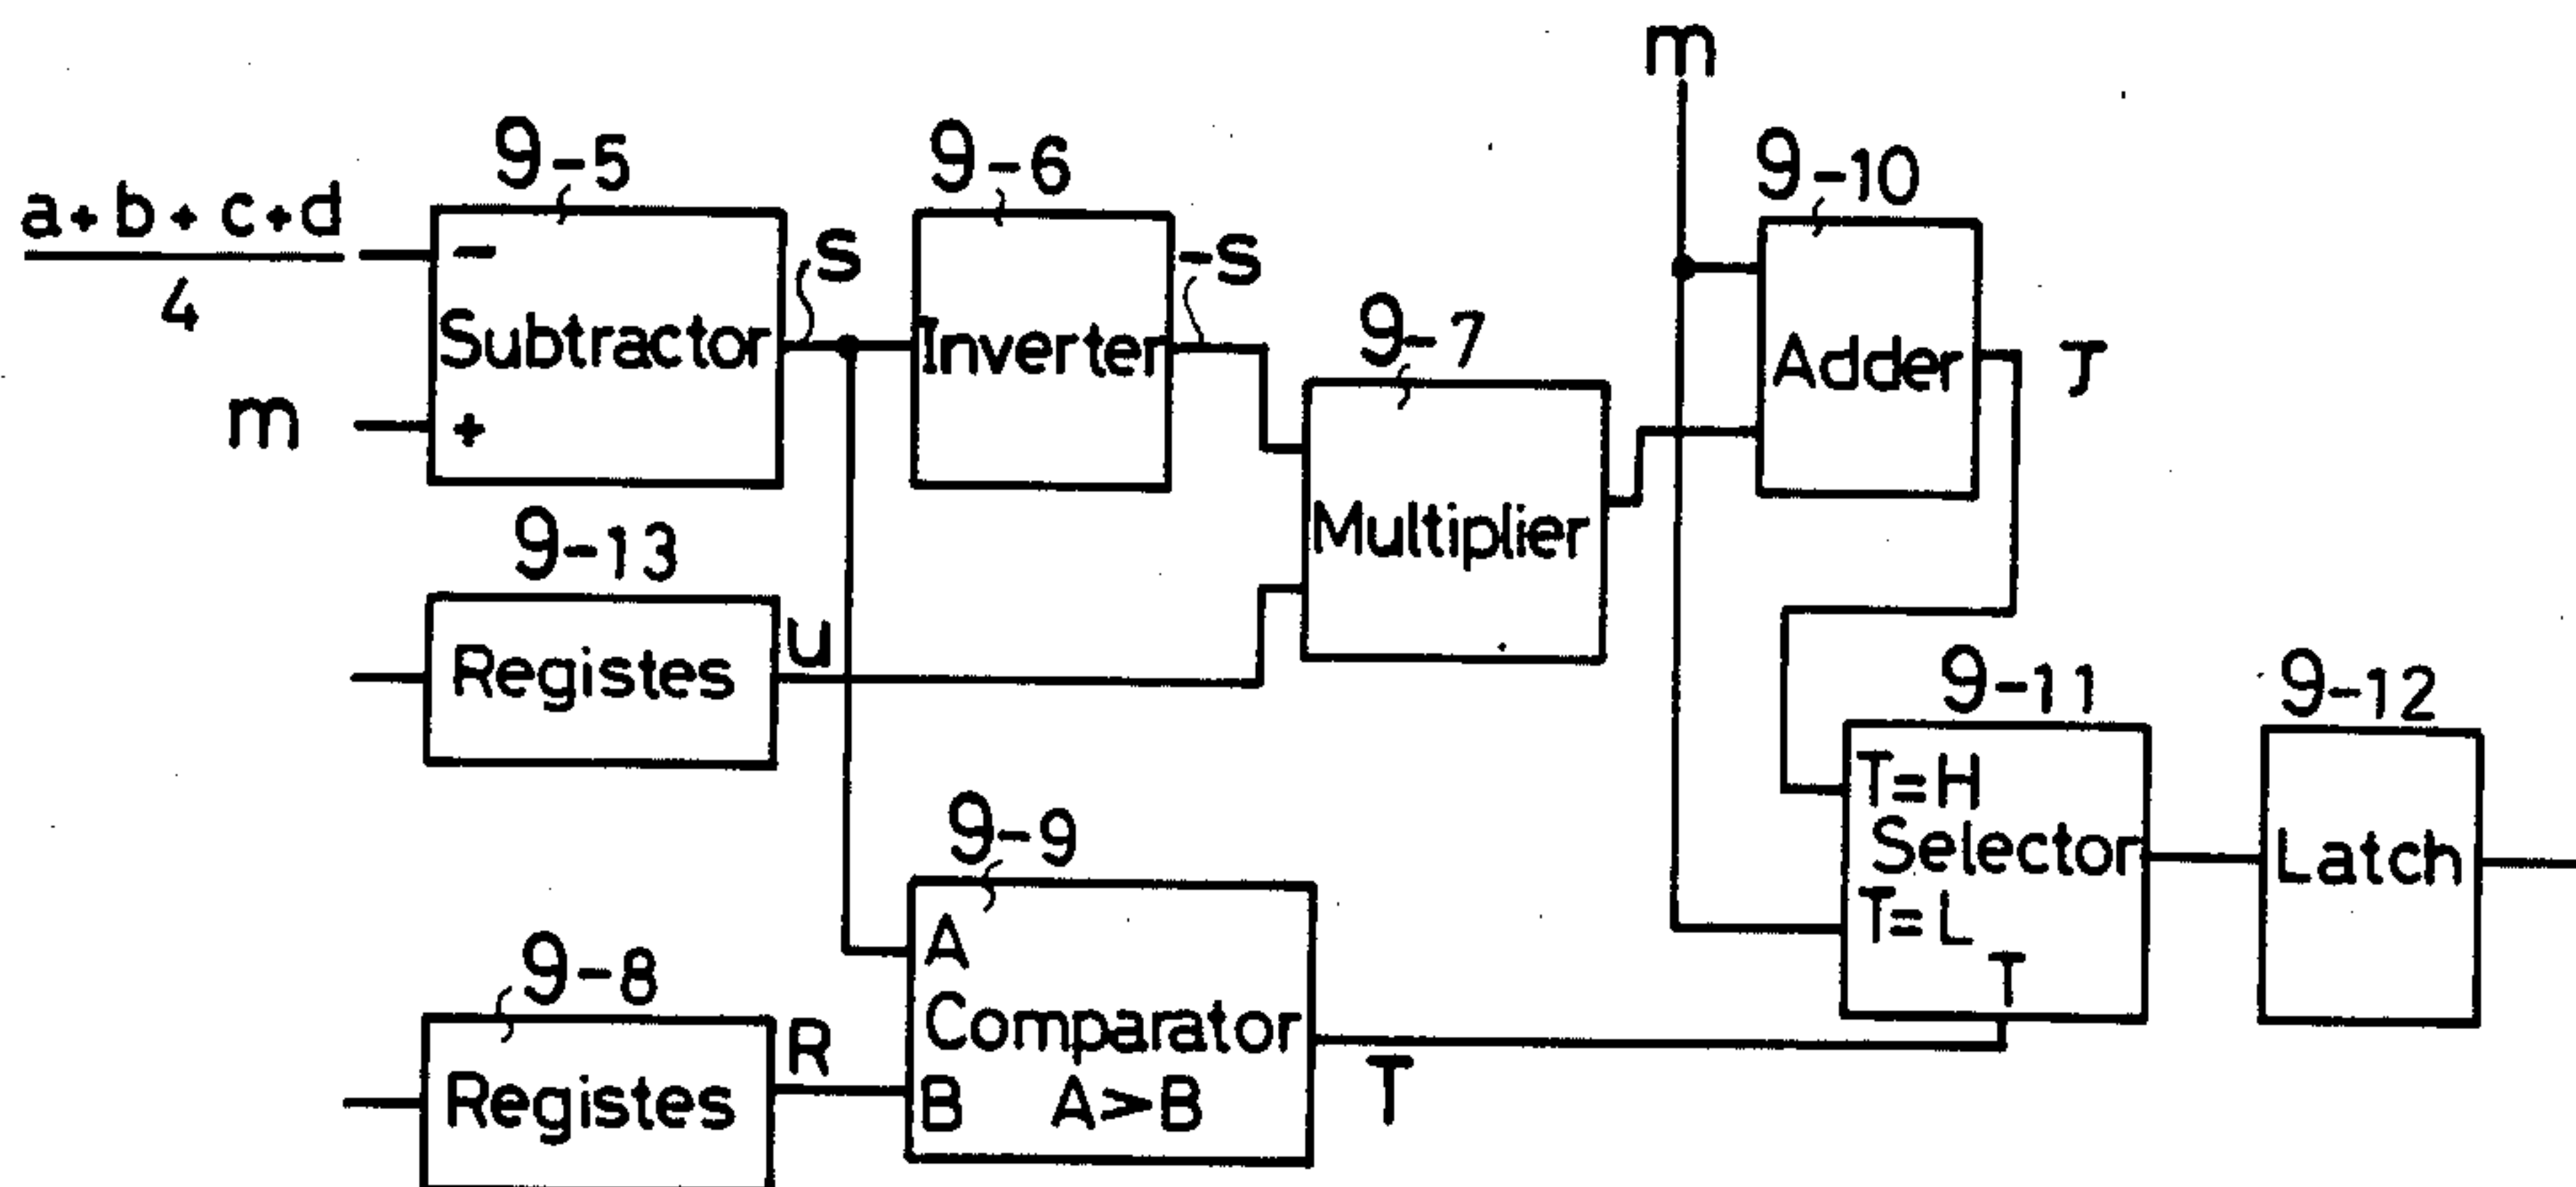 m
9-5
9-6
9-10
a+b+c+d
4
-
Subtractor
m
+
S
Inverter
-S
9-7
Multiplier
Adder
J
9-13
Registes
u
9-11
T=H
Selector
T=L
T
9-12
Latch
9-9
A
Comparator
B A>B
T
9-8
Registes
R